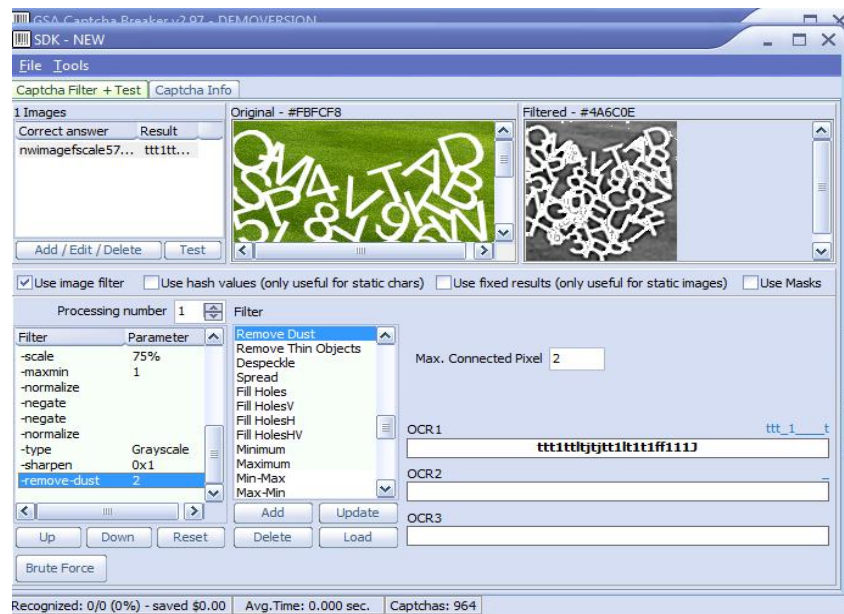 GSA Captcha Breaker v2.97 - DEMOVERSION
SDK - NEW
File Tools
Captcha Filter + Test Captcha Info
1 Images
Original - #FBFCF8
Filtered - #4A6C0E
Correct answer Result
nwimagefscale57... ttt1tt...
Add / Edit / Delete Test
Use image filter Use hash values (only useful for static chars) Use fixed results (only useful for static images) Use Masks
Processing number 1 Filter
Filter Parameter
-scale 75%
-maxmin 1
-normalize
-negate
-negate
-normalize
-type Grayscale
-sharpen 0x1
-remove-dust 2
Remove Dust
Remove Thin Objects
Despeckle
Spread
Fill Holes
Fill HolesV
Fill HolesH
Fill HolesHV
Minimum
Maximum
Min-Max
Max-Min
Max. Connected Pixel 2
OCR1 ttt_1____t
ttt1ttltjtjtt1lt1t1ff111J
OCR2 _
OCR3
Add Update
Up Down Reset Delete Load
Brute Force
Recognized: 0/0 (0%) - saved $0.00 Avg.Time: 0.000 sec. Captchas: 964